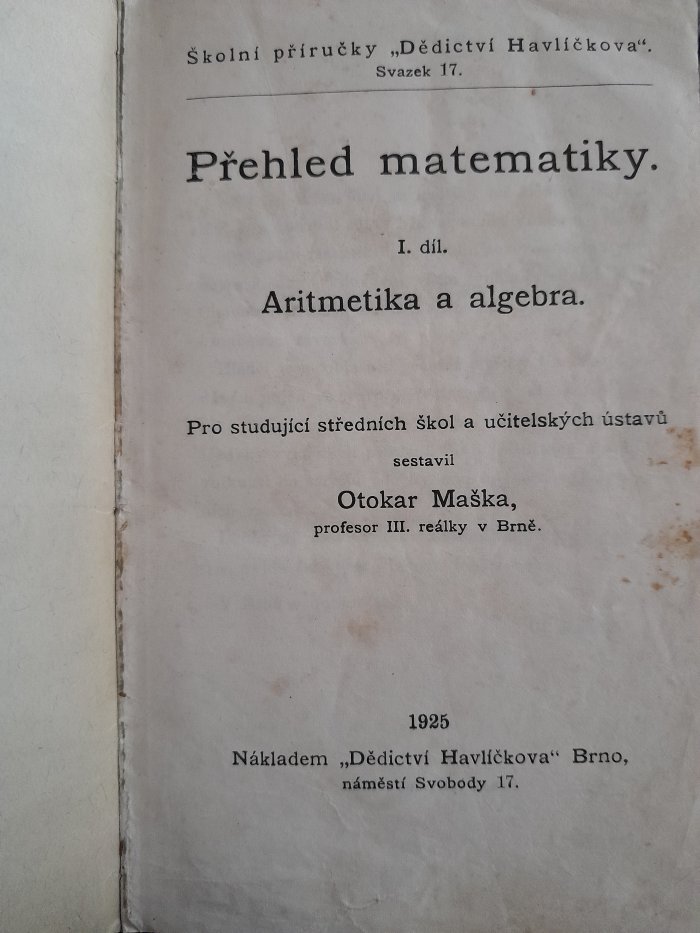 Školní příručky „Dědictví Havlíčkova“.
Svazek 17.
Přehled matematiky.
I. díl.
Aritmetika a algebra.
Pro studující středních škol a učitelských ústavů
sestavil
Otokar Maška,
profesor III. reálky v Brně.
1925
Nákladem „Dědictví Havlíčkova“ Brno,
náměstí Svobody 17.